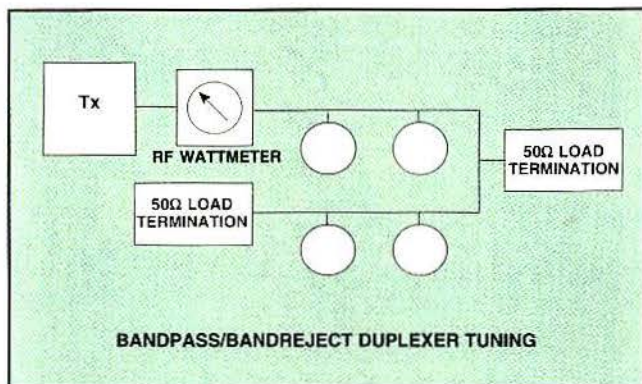 Tx
RF WATTMETER
50Ω LOAD
TERMINATION
50Ω LOAD
TERMINATION
BANDPASS/BANDREJECT DUPLEXER TUNING